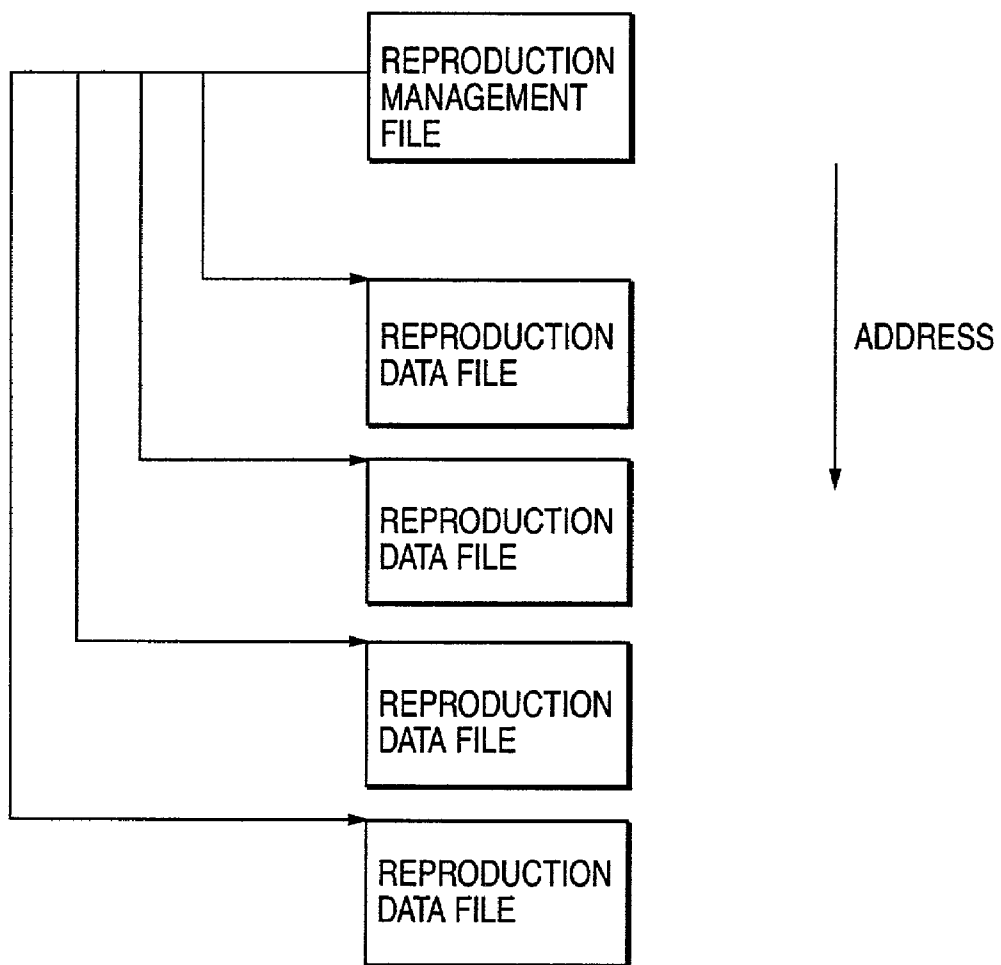 REPRODUCTION
MANAGEMENT
FILE
REPRODUCTION
DATA FILE
ADDRESS
REPRODUCTION
DATA FILE
REPRODUCTION
DATA FILE
REPRODUCTION
DATA FILE